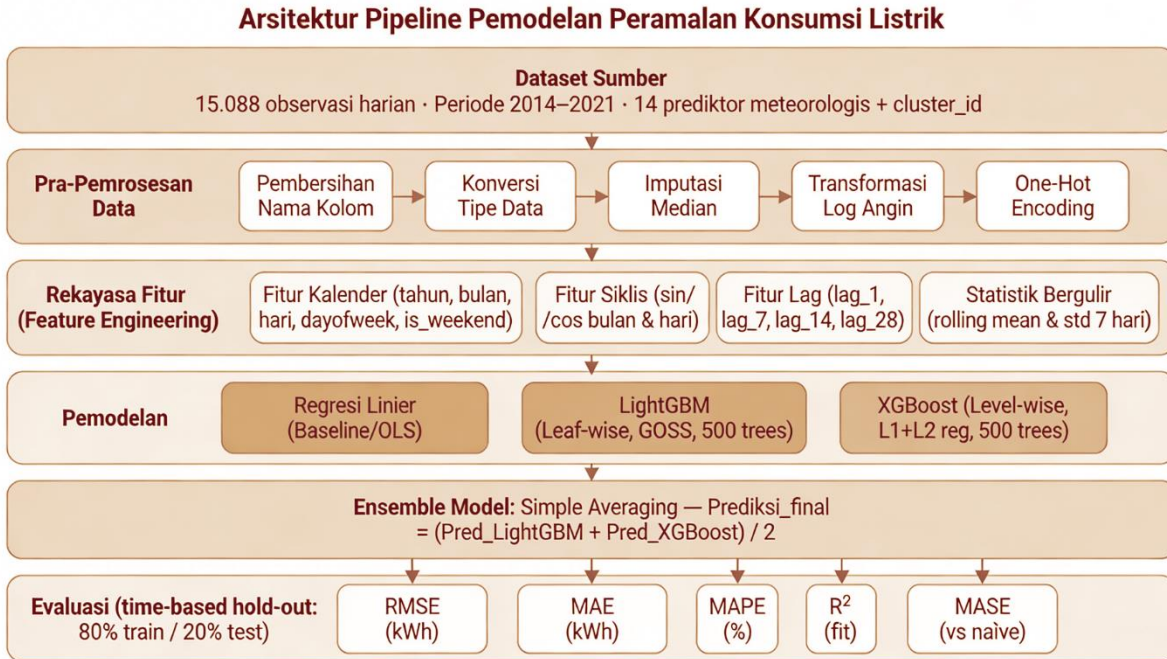 Arsitektur Pipeline Pemodelan Peramalan Konsumsi Listrik
Dataset Sumber
15.088 observasi harian · Periode 2014–2021 · 14 prediktor meteorologis + cluster_id
Pra-Pemrosesan
Data
Pembersihan
Nama Kolom
Konversi
Tipe Data
Imputasi
Median
Transformasi
Log Angin
One-Hot
Encoding
Rekayasa Fitur
(Feature Engineering)
Fitur Kalender (tahun, bulan,
hari, dayofweek, is_weekend)
Fitur Siklis (sin/
/cos bulan & hari)
Fitur Lag (lag_1,
lag_7, lag_14, lag_28)
Statistik Bergulir
(rolling mean & std 7 hari)
Pemodelan
Regresi Linier
(Baseline/OLS)
LightGBM
(Leaf-wise, GOSS, 500 trees)
XGBoost (Level-wise,
L1+L2 reg, 500 trees)
Ensemble Model: Simple Averaging — Prediksi_final
= (Pred_LightGBM + Pred_XGBoost) / 2
Evaluasi (time-based hold-out:
80% train / 20% test)
RMSE
(kWh)
MAE
(kWh)
MAPE
(%)
R²
(fit)
MASE
(vs naïve)